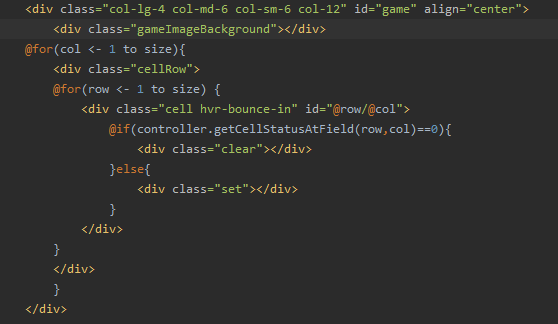 <div class="col-lg-4 col-md-6 col-sm-6 col-12" id="game" align="center">
    <div class="gameImageBackground"></div>
@for(col <- 1 to size){
    <div class="cellRow">
    @for(row <- 1 to size) {
        <div class="cell hvr-bounce-in" id="@row/@col">
            @if(controller.getCellStatusAtField(row,col)==0){
                <div class="clear"></div>
            }else{
                <div class="set"></div>
            }
        </div>
    }
    </div>
    }
</div>